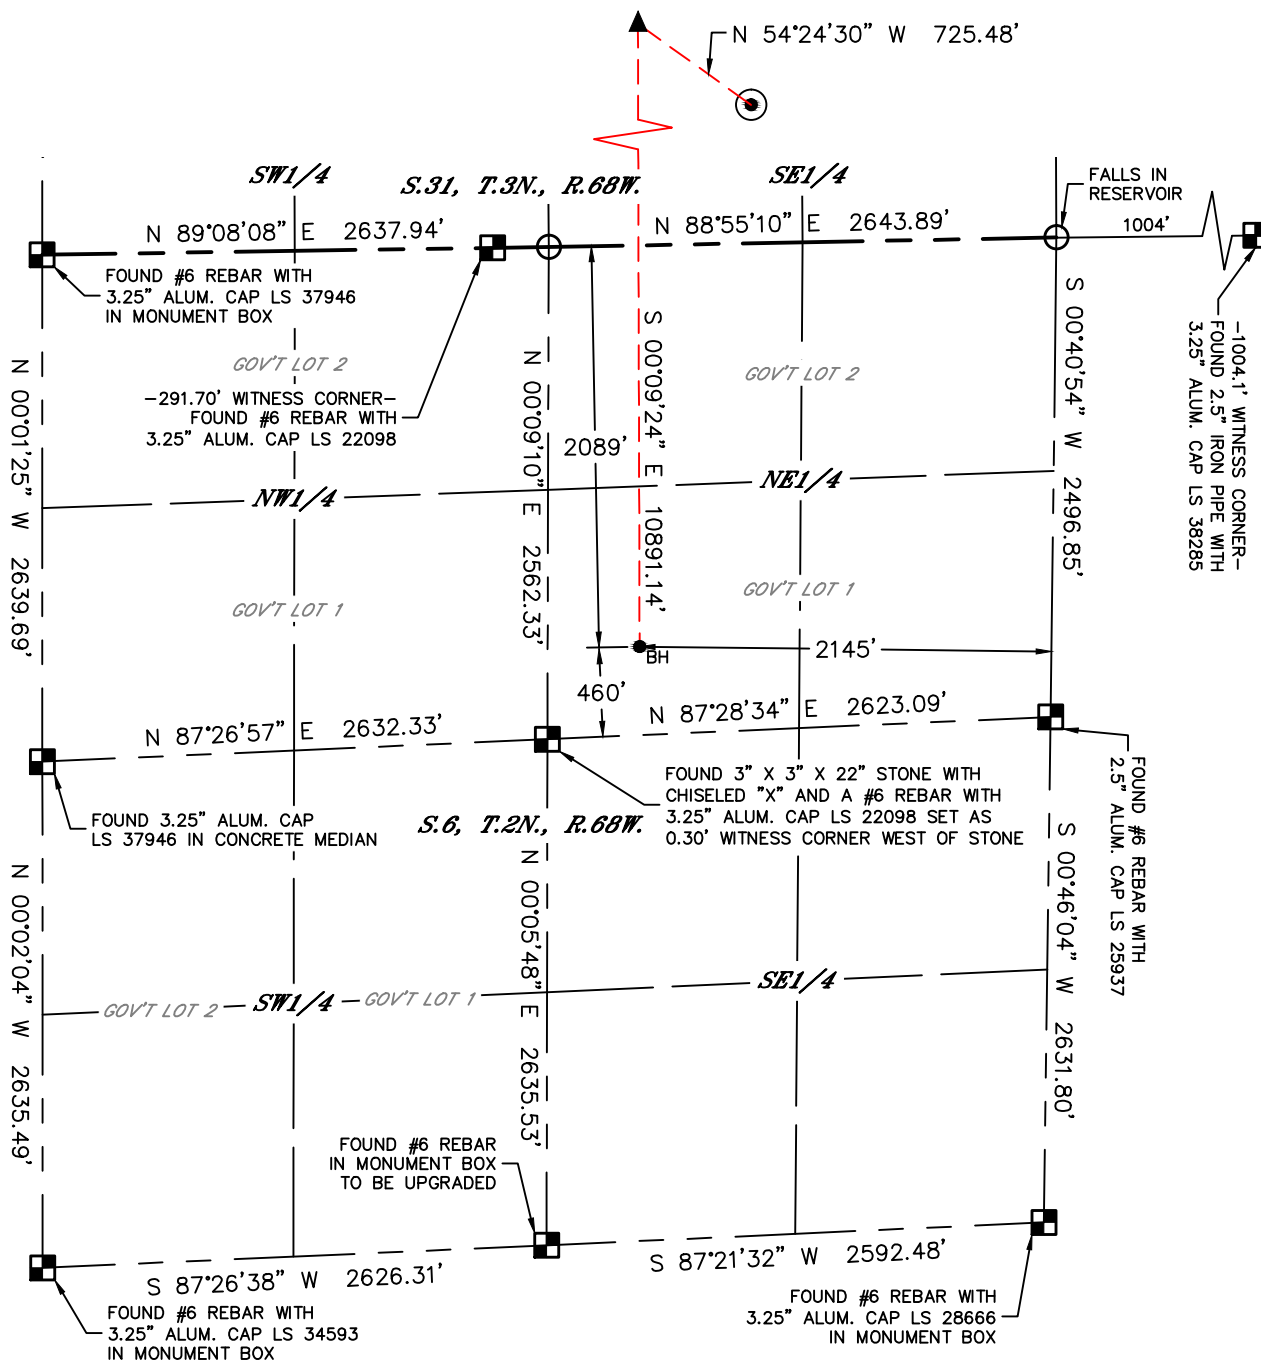 N 54°24'30" W 725.48'
SW1/4
S.31, T.3N., R.68W.
SE1/4
FALLS IN
RESERVOIR
1004'
N 89°08'08" E 2637.94'
N 88°55'10" E 2643.89'
FOUND #6 REBAR WITH
3.25" ALUM. CAP LS 37946
IN MONUMENT BOX
-291.70' WITNESS CORNER-
FOUND #6 REBAR WITH
3.25" ALUM. CAP LS 22098
GOV'T LOT 2
GOV'T LOT 2
-1004.1' WITNESS CORNER-
FOUND 2.5" IRON PIPE WITH
3.25" ALUM. CAP LS 38285
N 00°01'25" W 2639.69'
N 00°09'10" E 2562.33'
S 00°09'24" E 10891.14'
S 00°40'54" W 2496.85'
2089'
NW1/4
NE1/4
GOV'T LOT 1
GOV'T LOT 1
BH
2145'
460'
N 87°26'57" E 2632.33'
N 87°28'34" E 2623.09'
FOUND 3.25" ALUM. CAP
LS 37946 IN CONCRETE MEDIAN
FOUND 3" X 3" X 22" STONE WITH
CHISELED "X" AND A #6 REBAR WITH
3.25" ALUM. CAP LS 22098 SET AS
0.30' WITNESS CORNER WEST OF STONE
FOUND #6 REBAR WITH
2.5" ALUM. CAP LS 25937
S.6, T.2N., R.68W.
N 00°02'04" W 2635.49'
N 00°05'48" E 2635.53'
S 00°46'04" W 2631.80'
GOV'T LOT 2
SW1/4
GOV'T LOT 1
SE1/4
FOUND #6 REBAR
IN MONUMENT BOX
TO BE UPGRADED
S 87°26'38" W 2626.31'
S 87°21'32" W 2592.48'
FOUND #6 REBAR WITH
3.25" ALUM. CAP LS 34593
IN MONUMENT BOX
FOUND #6 REBAR WITH
3.25" ALUM. CAP LS 28666
IN MONUMENT BOX